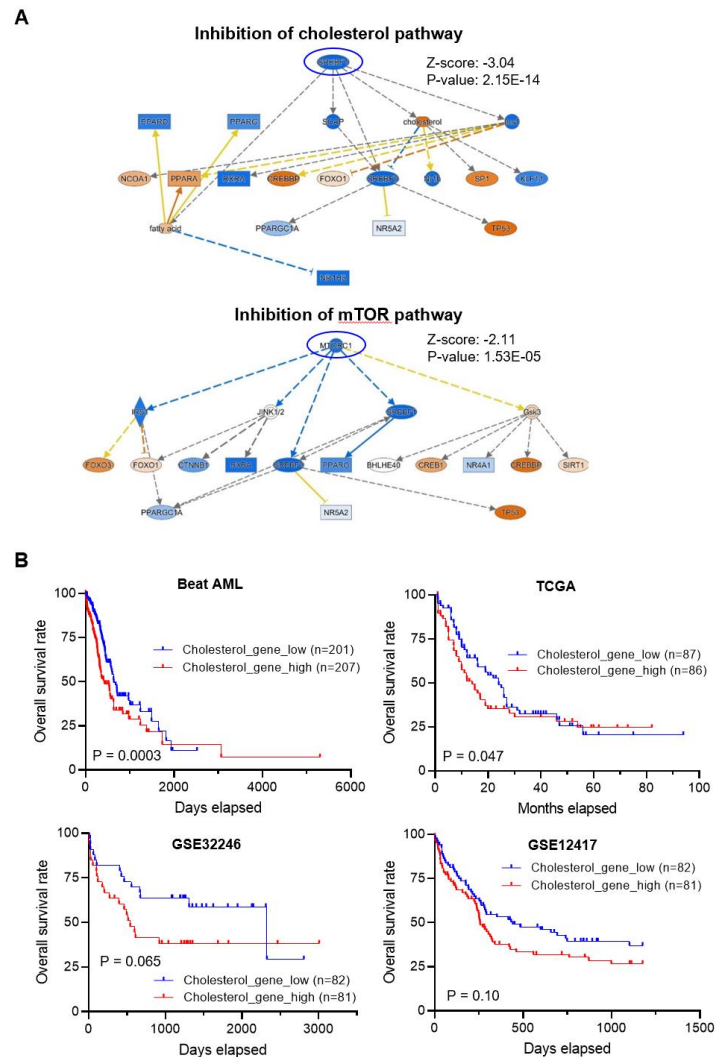 A
Inhibition of cholesterol pathway
Z-score: -3.04
P-value: 2.15E-14
PPARD
PPARG
cholesterol
NCOA1
PPARA
RXRA
CREBBP
FOXO1
SP1
KLF11
fatty acid
PPARGC1A
NR5A2
TP53
Inhibition of mTOR pathway
Z-score: -2.11
P-value: 1.53E-05
MTORC1
JINK1/2
Gsk3
FOXO3
FOXO1
CTNNB1
RXRA
PPARG
BHLHE40
CREB1
NR4A1
CREBBP
SIRT1
PPARGC1A
NR5A2
TP53
B
Beat AML
Overall survival rate
100
75
50
25
0
Cholesterol_gene_low (n=201)
Cholesterol_gene_high (n=207)
P = 0.0003
0 2000 4000 6000
Days elapsed
TCGA
Overall survival rate
100
75
50
25
0
Cholesterol_gene_low (n=87)
Cholesterol_gene_high (n=86)
P = 0.047
0 20 40 60 80 100
Months elapsed
GSE32246
Overall survival rate
100
75
50
25
0
P = 0.065
Cholesterol_gene_low (n=82)
Cholesterol_gene_high (n=81)
0 1000 2000 3000
Days elapsed
GSE12417
Overall survival rate
100
75
50
25
0
Cholesterol_gene_low (n=82)
Cholesterol_gene_high (n=81)
P = 0.10
0 500 1000 1500
Days elapsed